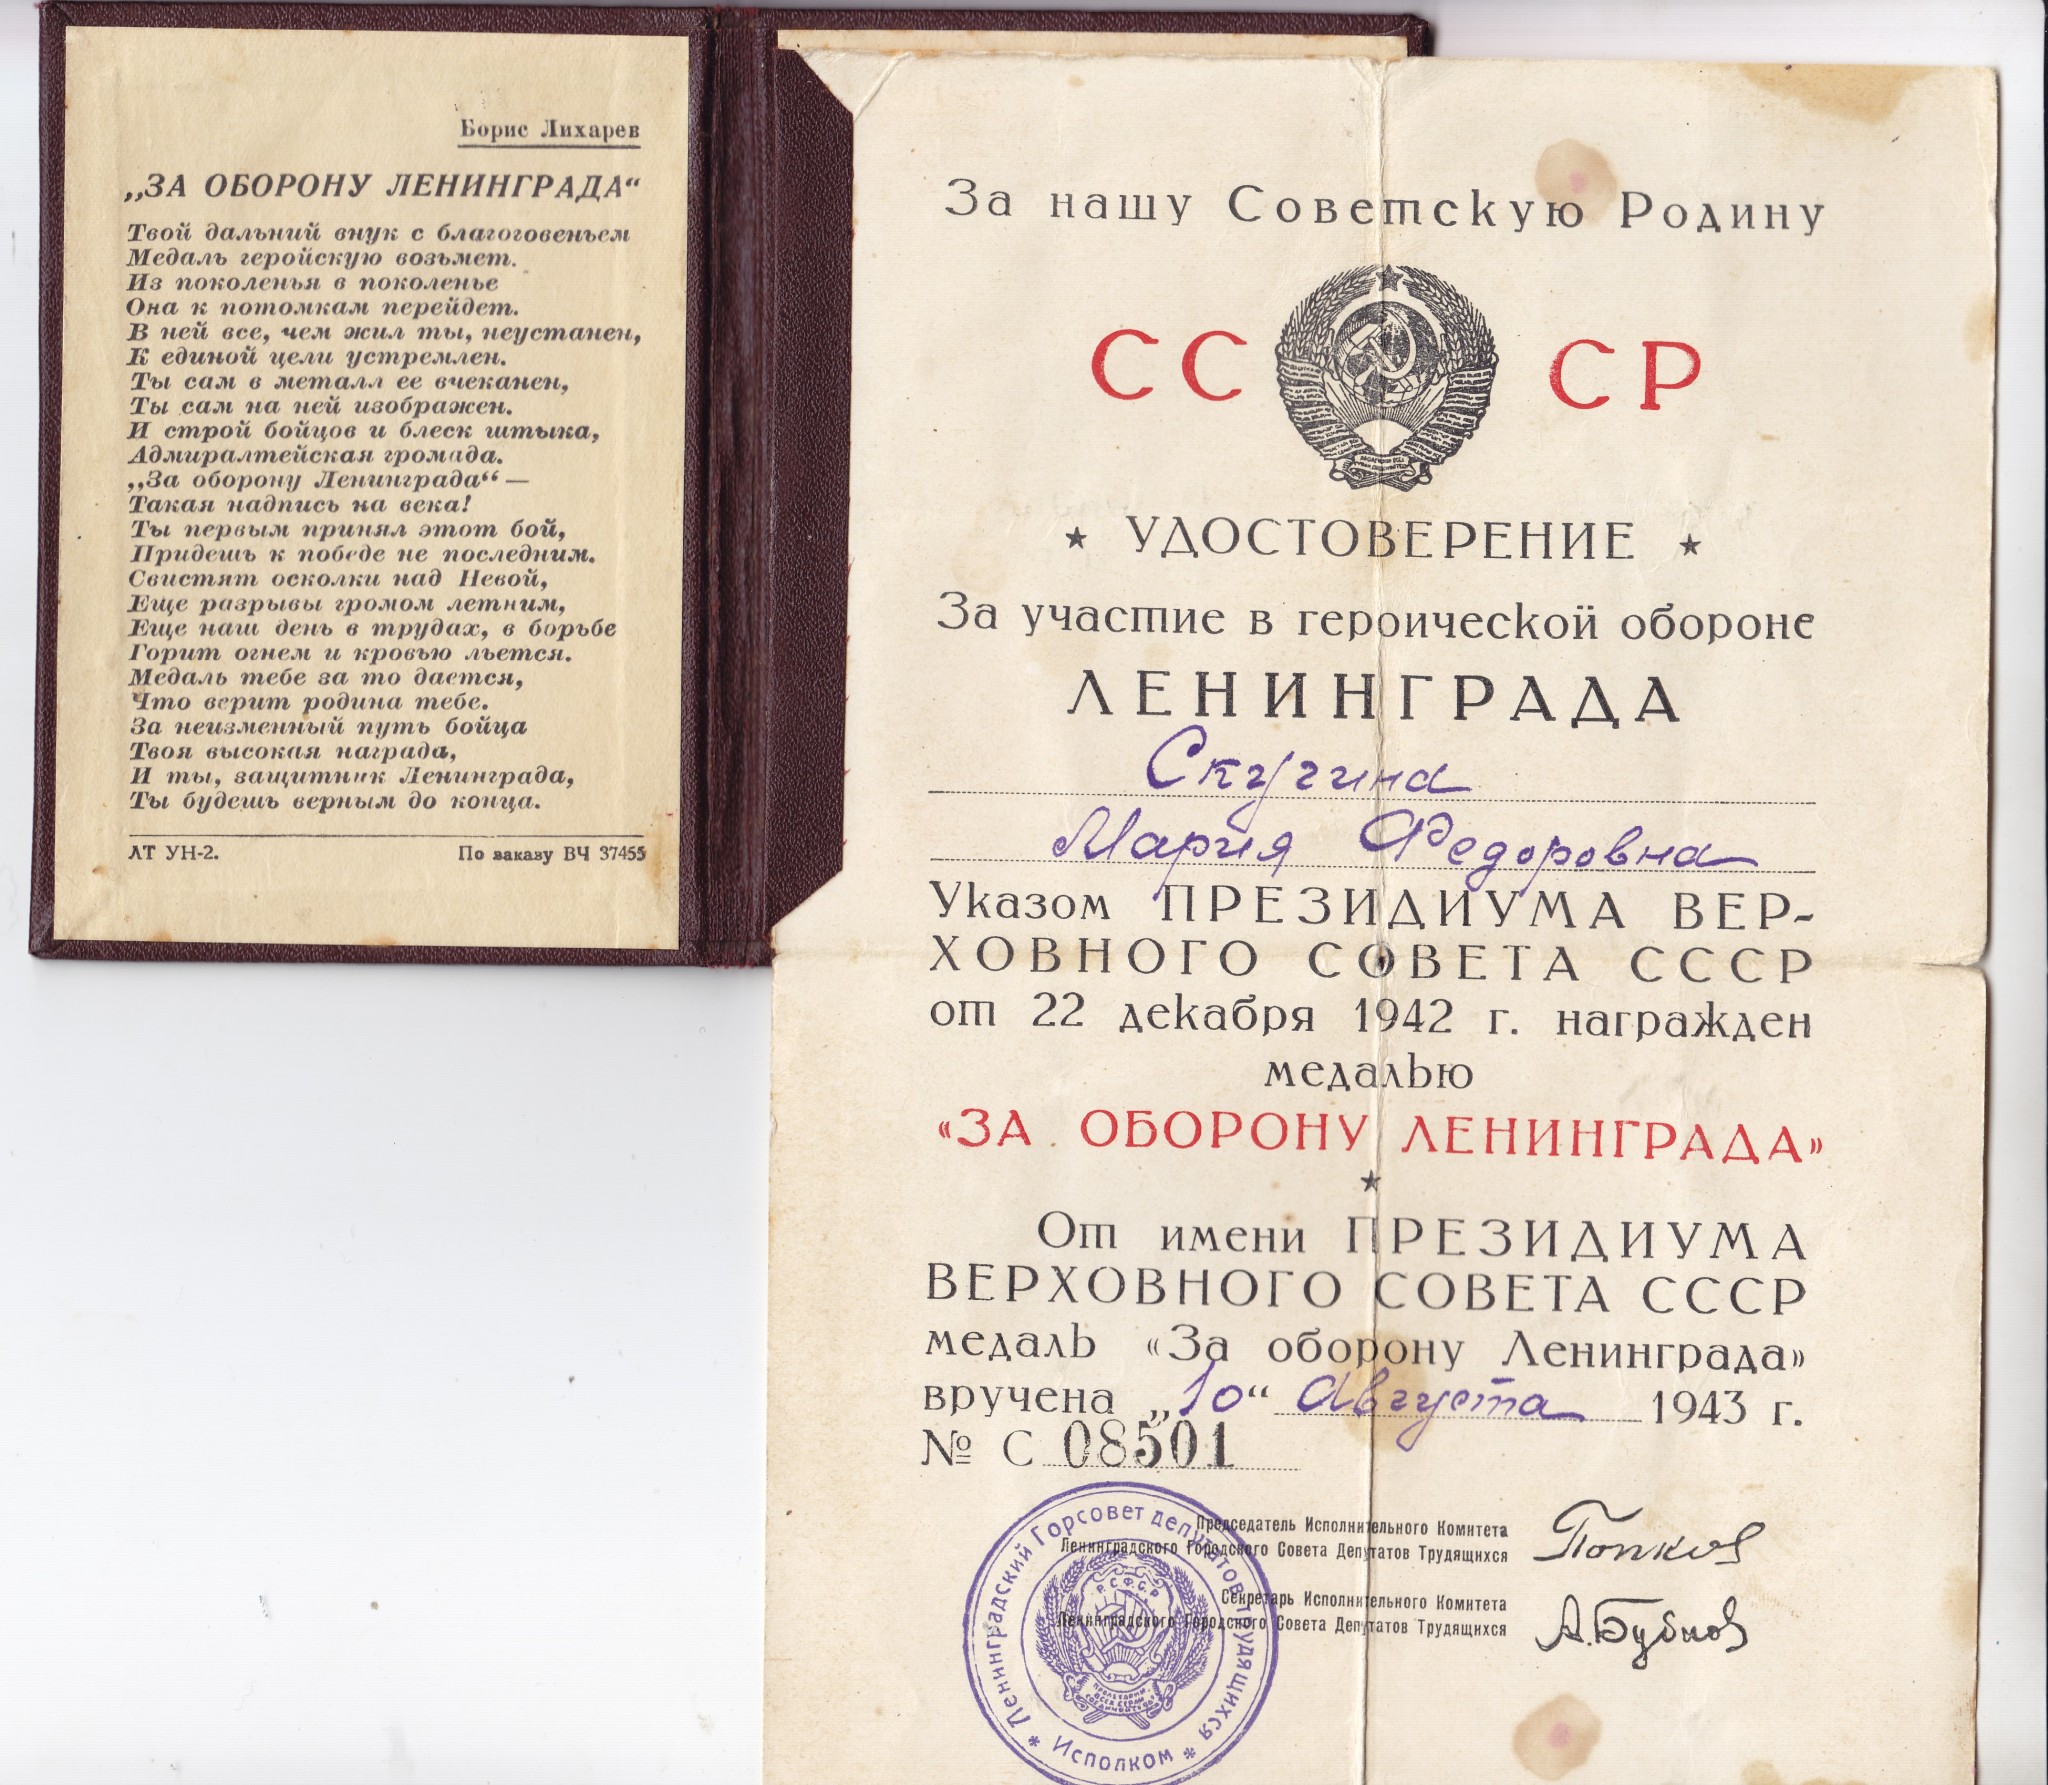 Борис Лихарев
„ЗА ОБОРОНУ ЛЕНИНГРАДА“
Твой дальний внук с благоговеньем
Медаль геройскую возьмет.
Из поколенья в поколенье
Она к потомкам перейдет.
В ней все, чем жил ты, неустанен,
К единой цели устремлен.
Ты сам в металл ее вчеканен,
Ты сам на ней изображен.
И строй бойцов и блеск штыка,
Адмиралтейская громада.
„За оборону Ленинграда“ —
Такая надпись на века!
Ты первым принял этот бой,
Придешь к победе не последним.
Свистят осколки над Невой,
Еще разрывы громом летним,
Еще наш день в трудах, в борьбе
Горит огнем и кровью льется.
Медаль тебе за то дается,
Что верит родина тебе.
За неизменный путь бойца
Твоя высокая награда,
И ты, защитник Ленинграда,
Ты будешь верным до конца.
ЛТ УН-2. По заказу ВЧ 37455
За нашу Советскую Родину
СС СР
★ УДОСТОВЕРЕНИЕ ★
За участие в героической обороне
ЛЕНИНГРАДА
Скугина
Мария Федоровна
Указом ПРЕЗИДИУМА ВЕР-
ХОВНОГО СОВЕТА СССР
от 22 декабря 1942 г. награжден
медалью
«ЗА ОБОРОНУ ЛЕНИНГРАДА»
★
От имени ПРЕЗИДИУМА
ВЕРХОВНОГО СОВЕТА СССР
медаль «За оборону Ленинграда»
вручена „10“ Августа 1943 г.
№ С 08501
Председатель Исполнительного Комитета
Ленинградского Городского Совета Депутатов Трудящихся
Попков
Секретарь Исполнительного Комитета
Ленинградского Городского Совета Депутатов Трудящихся
А. Бубнов
* Ленинградский Горсовет депутатов трудящихся * Исполком
Р.С.Ф.С.Р